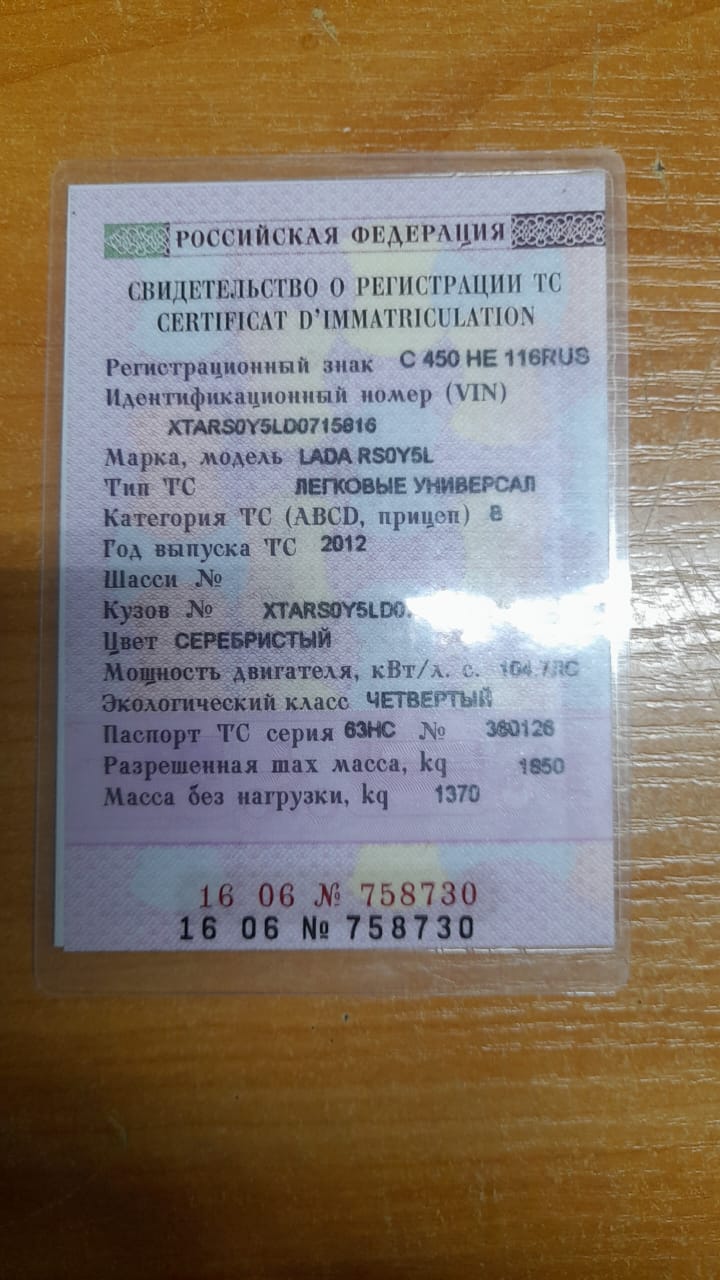 РОССИЙСКАЯ ФЕДЕРАЦИЯ
СВИДЕТЕЛЬСТВО О РЕГИСТРАЦИИ ТС
CERTIFICAT D'IMMATRICULATION
Регистрационный знак С 450 НЕ 116RUS
Идентификационный номер (VIN)
XTARS0Y5LD0715816
Марка, модель LADA RS0Y5L
Тип ТС ЛЕГКОВЫЕ УНИВЕРСАЛ
Категория ТС (ABCD, прицеп) В
Год выпуска ТС 2012
Шасси №
Кузов № XTARS0Y5LD0
Цвет СЕРЕБРИСТЫЙ
Мощность двигателя, кВт/л. с. 104.7ЛС
Экологический класс ЧЕТВЕРТЫЙ
Паспорт ТС серия 63НС № 360126
Разрешенная max масса, kg 1850
Масса без нагрузки, kg 1370
16 06 № 758730
16 06 № 758730